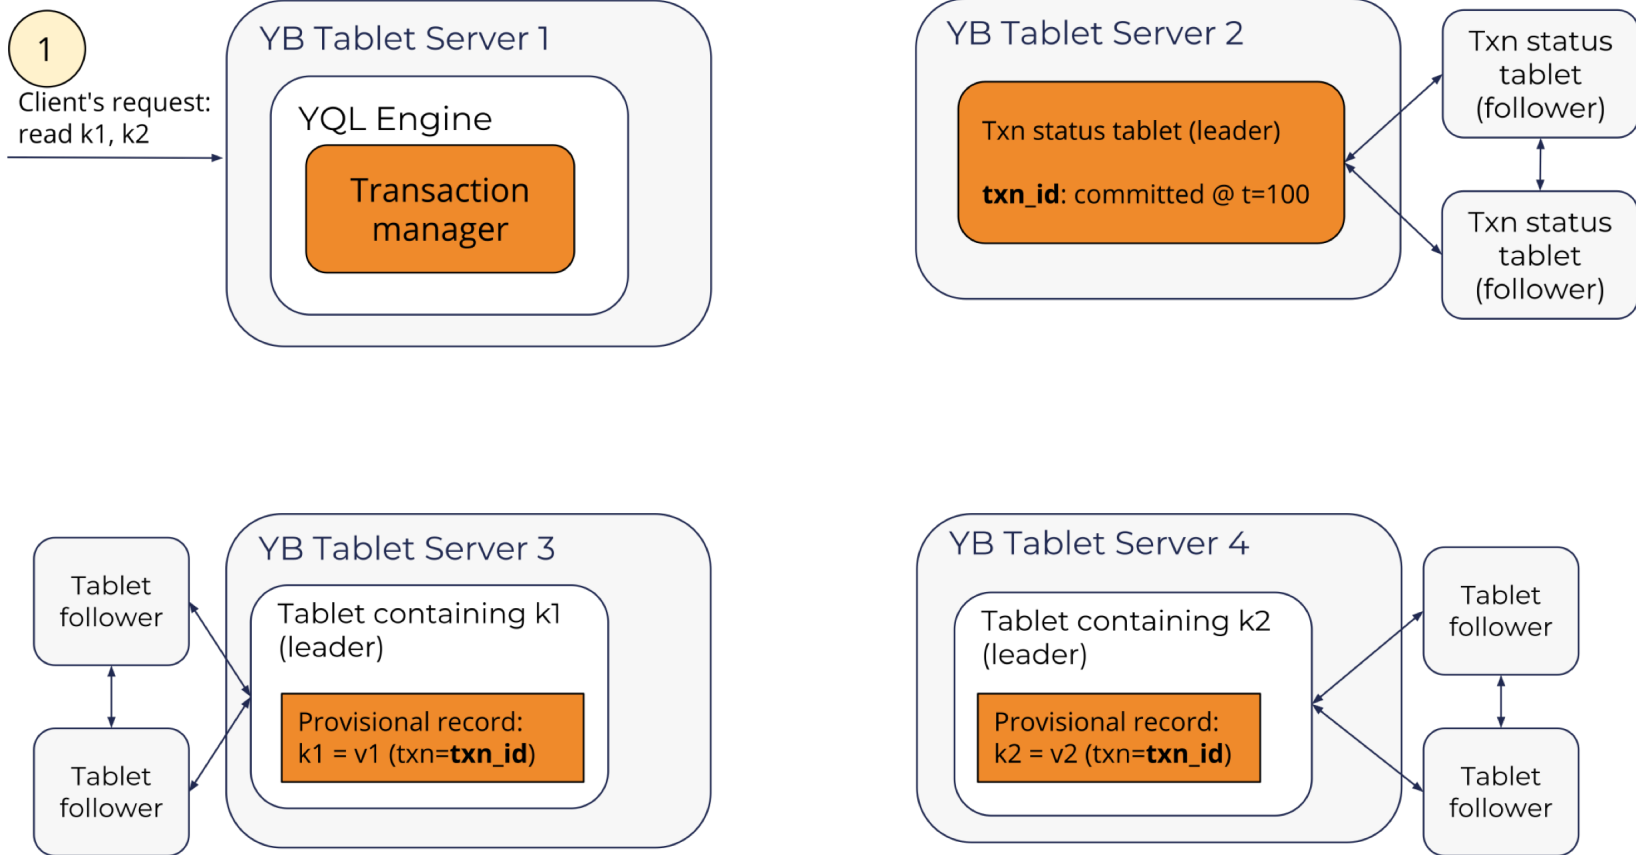 1
Client's request:
read k1, k2
YB Tablet Server 1
YQL Engine
Transaction
manager
YB Tablet Server 2
Txn status tablet (leader)
txn_id: committed @ t=100
Txn status
tablet
(follower)
Txn status
tablet
(follower)
Tablet
follower
Tablet
follower
YB Tablet Server 3
Tablet containing k1
(leader)
Provisional record:
k1 = v1 (txn=txn_id)
YB Tablet Server 4
Tablet containing k2
(leader)
Provisional record:
k2 = v2 (txn=txn_id)
Tablet
follower
Tablet
follower